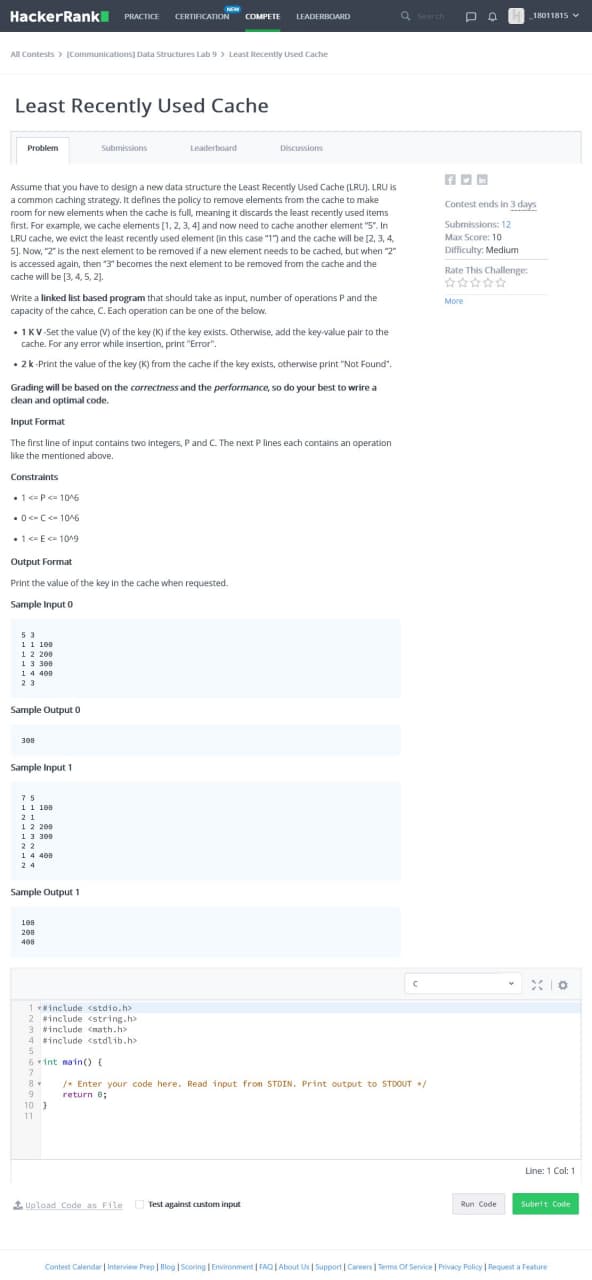 HackerRank PRACTICE CERTIFICATION NEW COMPETE LEADERBOARD Search H _18011815
All Contests > [Communications] Data Structures Lab 9 > Least Recently Used Cache
Least Recently Used Cache
Problem Submissions Leaderboard Discussions
Assume that you have to design a new data structure the Least Recently Used Cache (LRU). LRU is
a common caching strategy. It defines the policy to remove elements from the cache to make
room for new elements when the cache is full, meaning it discards the least recently used items
first. For example, we cache elements [1, 2, 3, 4] and now need to cache another element "5". In
LRU cache, we evict the least recently used element (in this case "1") and the cache will be [2, 3, 4,
5]. Now, "2" is the next element to be removed if a new element needs to be cached, but when "2"
is accessed again, then "3" becomes the next element to be removed from the cache and the
cache will be [3, 4, 5, 2].
Write a linked list based program that should take as input, number of operations P and the
capacity of the cahce, C. Each operation can be one of the below.
• 1 K V -Set the value (V) of the key (K) if the key exists. Otherwise, add the key-value pair to the
cache. For any error while insertion, print "Error".
• 2 k -Print the value of the key (K) from the cache if the key exists, otherwise print "Not Found".
Grading will be based on the correctness and the performance, so do your best to wrire a
clean and optimal code.
Input Format
The first line of input contains two integers, P and C. The next P lines each contains an operation
like the mentioned above.
Constraints
• 1 <= P <= 10^6
• 0 <= C <= 10^6
• 1 <= E <= 10^9
Output Format
Print the value of the key in the cache when requested.
Sample Input 0
5 3
1 1 100
1 2 200
1 3 300
1 4 400
2 3
Sample Output 0
300
Sample Input 1
7 5
1 1 100
2 1
1 2 200
1 3 300
2 2
1 4 400
2 4
Sample Output 1
100
200
400
Contest ends in 3 days
Submissions: 12
Max Score: 10
Difficulty: Medium
Rate This Challenge:
More
C
1 #include <stdio.h>
2 #include <string.h>
3 #include <math.h>
4 #include <stdlib.h>
5
6 int main() {
7
8 /* Enter your code here. Read input from STDIN. Print output to STDOUT */
9 return 0;
10 }
11
Line: 1 Col: 1
Upload Code as File Test against custom input Run Code Submit Code
Contest Calendar | Interview Prep | Blog | Scoring | Environment | FAQ | About Us | Support | Careers | Terms Of Service | Privacy Policy | Request a Feature